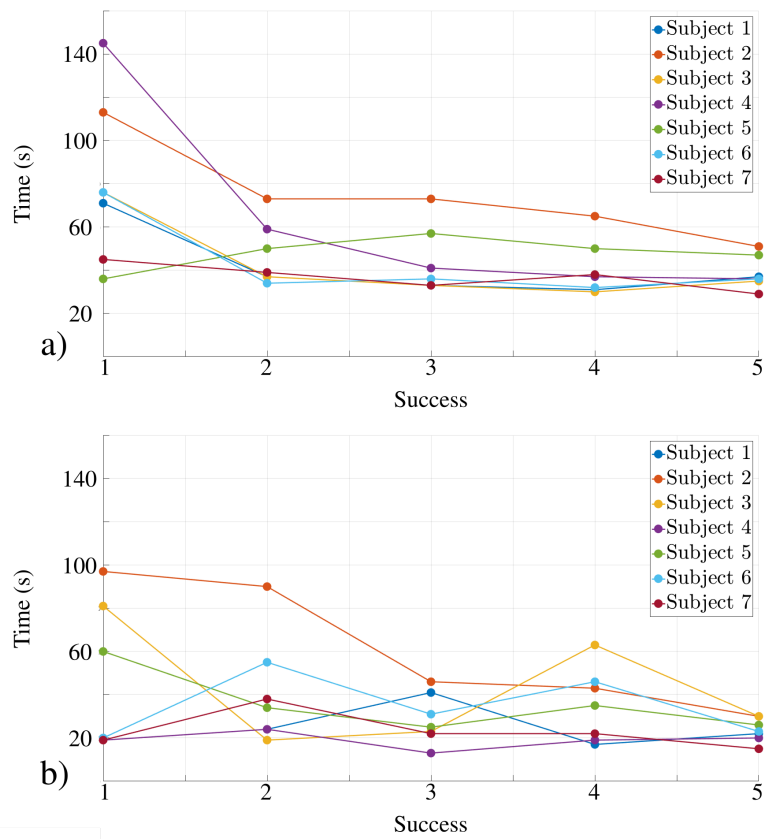 140
100
60
20
Time (s)
a)
1 2 3 4 5
Success
Subject 1
Subject 2
Subject 3
Subject 4
Subject 5
Subject 6
Subject 7
140
100
60
20
Time (s)
b)
1 2 3 4 5
Success
Subject 1
Subject 2
Subject 3
Subject 4
Subject 5
Subject 6
Subject 7